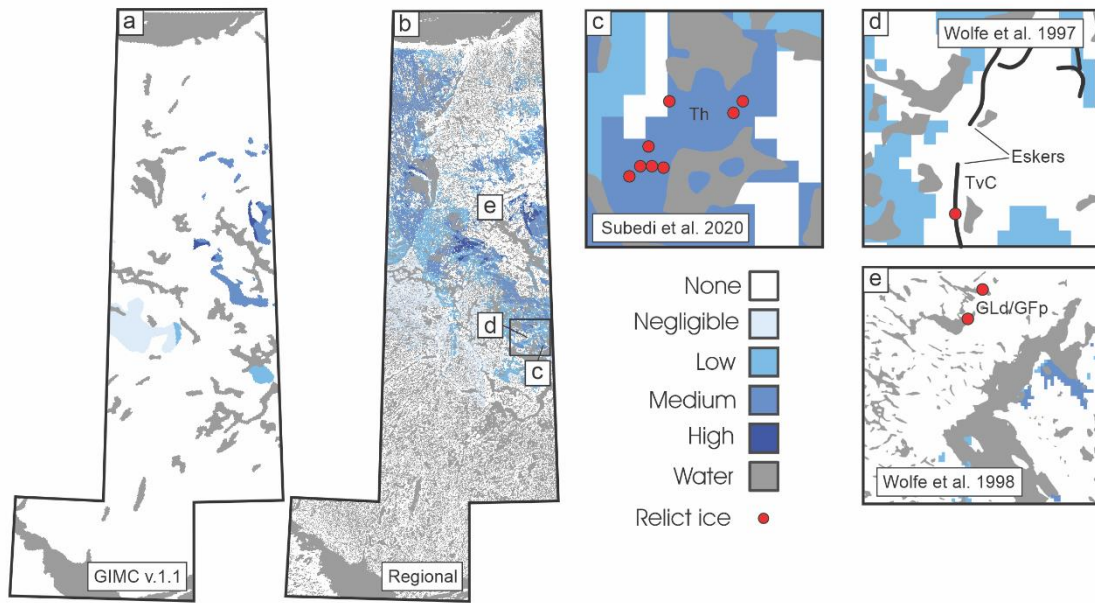 a
GIMC v.1.1
b
e
d
c
Regional
c
Th
Subedi et al. 2020
None
Negligible
Low
Medium
High
Water
Relict ice
d
Wolfe et al. 1997
Eskers
TvC
e
GLd/GFp
Wolfe et al. 1998